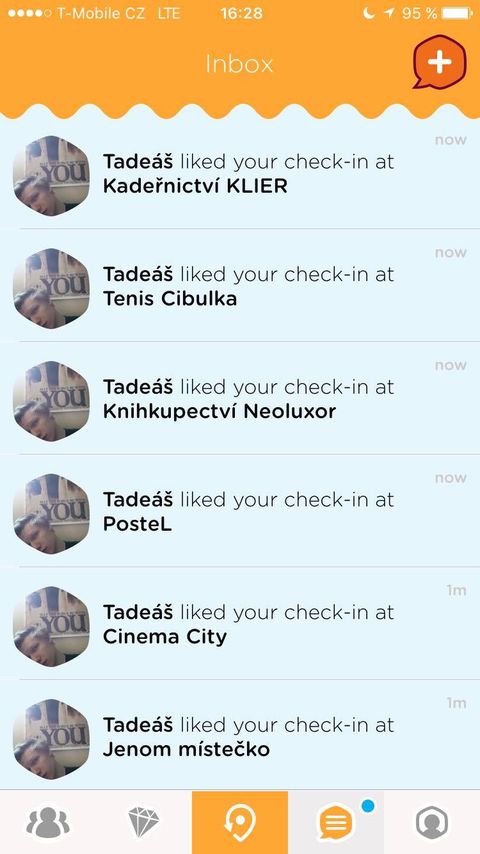 T-Mobile CZ LTE 16:28 95 %
Inbox
now
Tadeáš liked your check-in at
Kadeřnictví KLIER
YOU
now
Tadeáš liked your check-in at
Tenis Cibulka
YOU
now
Tadeáš liked your check-in at
Knihkupectví Neoluxor
YOU
now
Tadeáš liked your check-in at
PosteL
YOU
1m
Tadeáš liked your check-in at
Cinema City
YOU
1m
Tadeáš liked your check-in at
Jenom místečko
YOU